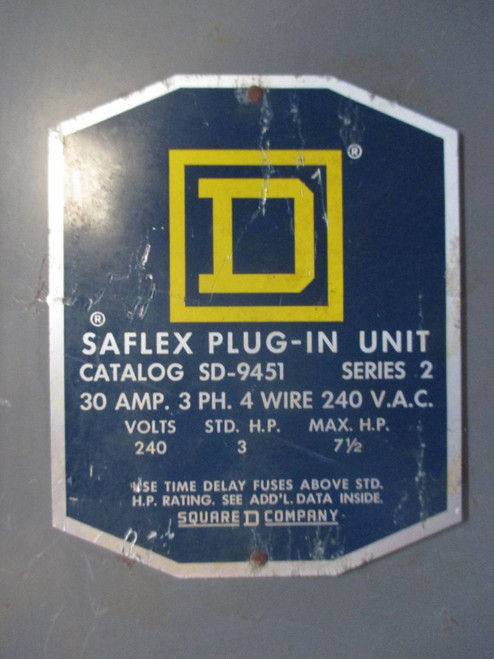 D ®
® SAFLEX PLUG-IN UNIT
CATALOG SD-9451 SERIES 2
30 AMP. 3 PH. 4 WIRE 240 V.A.C.
VOLTS STD. H.P. MAX. H.P.
240 3 7½
USE TIME DELAY FUSES ABOVE STD.
H.P. RATING. SEE ADD'L. DATA INSIDE.
SQUARE D COMPANY